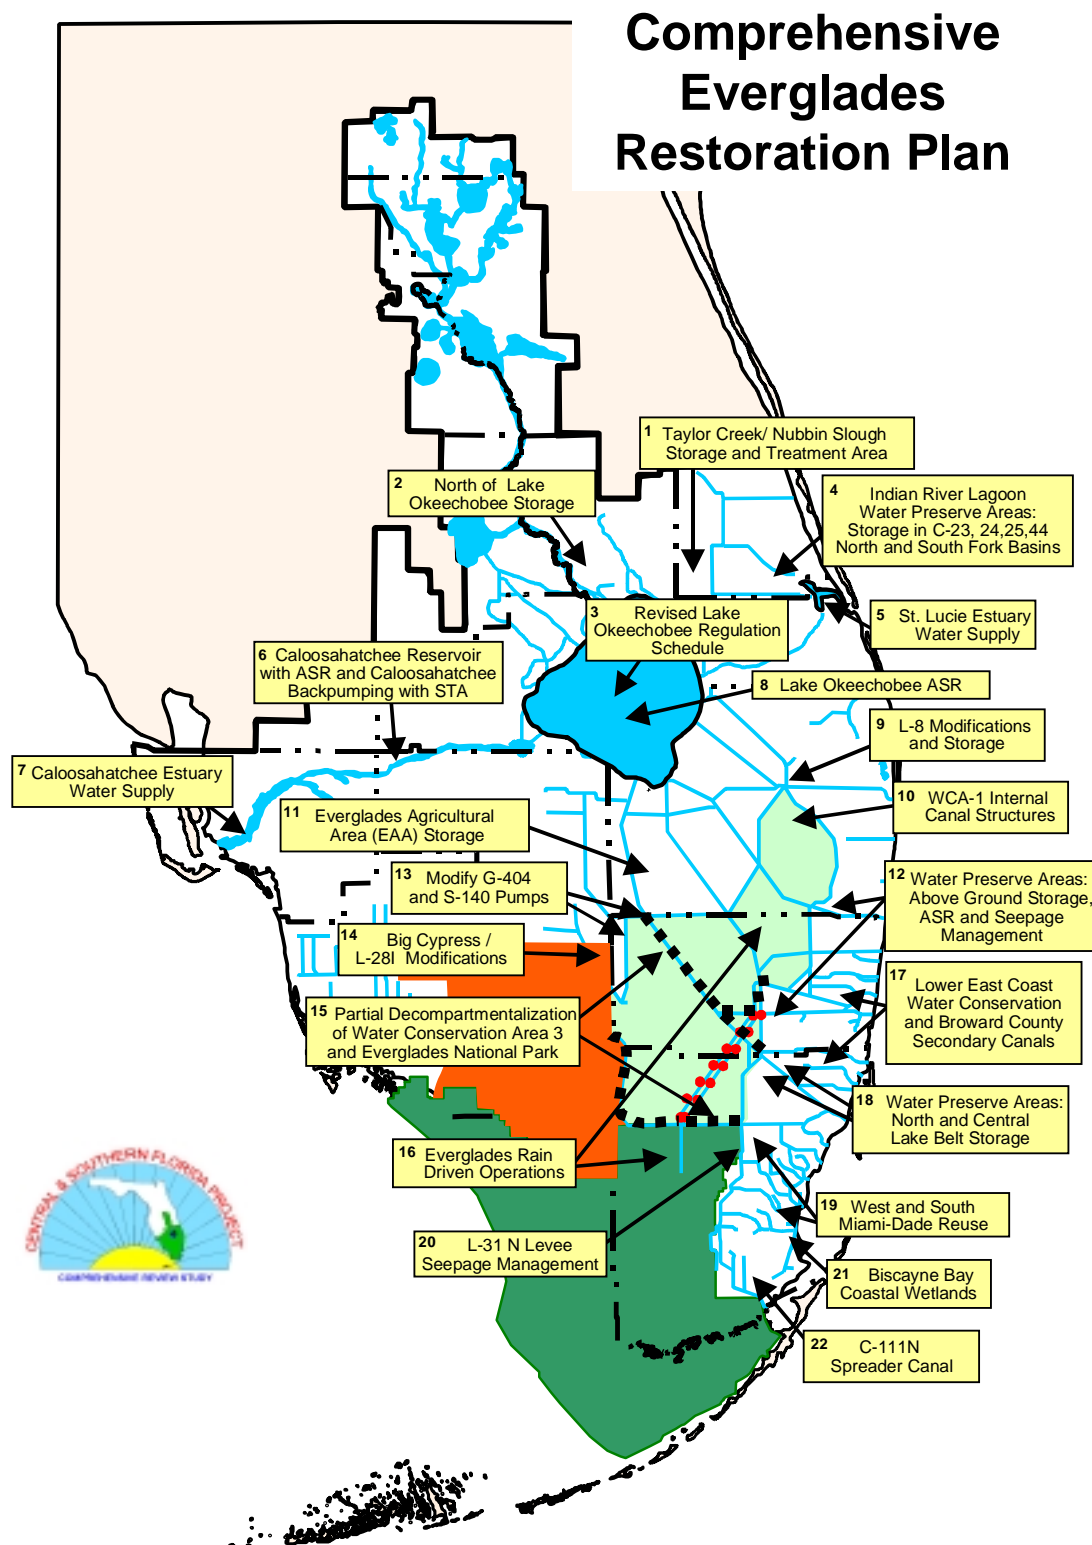 Comprehensive
Everglades
Restoration Plan
1 Taylor Creek/ Nubbin Slough
Storage and Treatment Area
2 North of Lake
Okeechobee Storage
4 Indian River Lagoon
Water Preserve Areas:
Storage in C-23, 24,25,44
North and South Fork Basins
3 Revised Lake
Okeechobee Regulation
Schedule
5 St. Lucie Estuary
Water Supply
6 Caloosahatchee Reservoir
with ASR and Caloosahatchee
Backpumping with STA
8 Lake Okeechobee ASR
9 L-8 Modifications
and Storage
7 Caloosahatchee Estuary
Water Supply
10 WCA-1 Internal
Canal Structures
11 Everglades Agricultural
Area (EAA) Storage
13 Modify G-404
and S-140 Pumps
12 Water Preserve Areas:
Above Ground Storage,
ASR and Seepage
Management
14 Big Cypress /
L-28I Modifications
17 Lower East Coast
Water Conservation
and Broward County
Secondary Canals
15 Partial Decompartmentalization
of Water Conservation Area 3
and Everglades National Park
18 Water Preserve Areas:
North and Central
Lake Belt Storage
16 Everglades Rain
Driven Operations
19 West and South
Miami-Dade Reuse
20 L-31 N Levee
Seepage Management
21 Biscayne Bay
Coastal Wetlands
22 C-111N
Spreader Canal
CENTRAL & SOUTHERN FLORIDA PROJECT
COMPREHENSIVE REVIEW STUDY